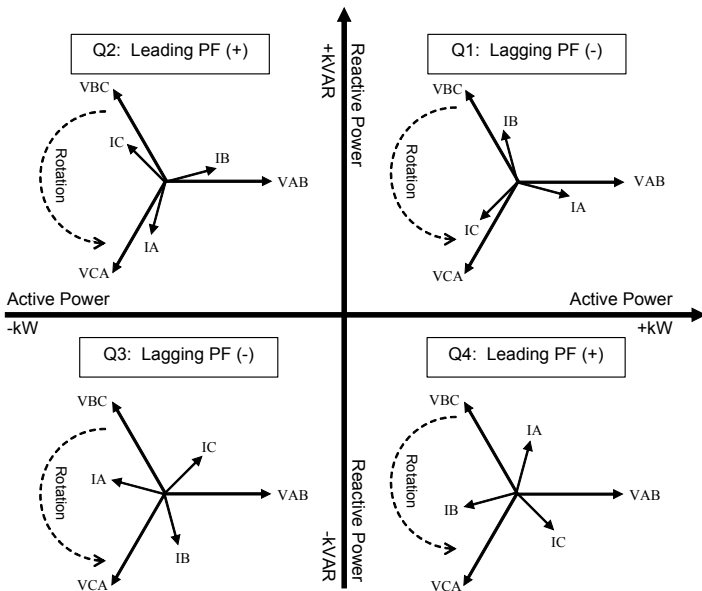 Q2: Leading PF (+)
VBC
IC
IB
VAB
IA
VCA
Rotation
+kVAR
Reactive Power
Q1: Lagging PF (-)
VBC
IB
VAB
IA
IC
VCA
Rotation
Active Power
-kW
Active Power
+kW
Q3: Lagging PF (-)
VBC
IC
IA
VAB
IB
VCA
Rotation
-kVAR
Reactive Power
Q4: Leading PF (+)
VBC
IA
VAB
IB
IC
VCA
Rotation